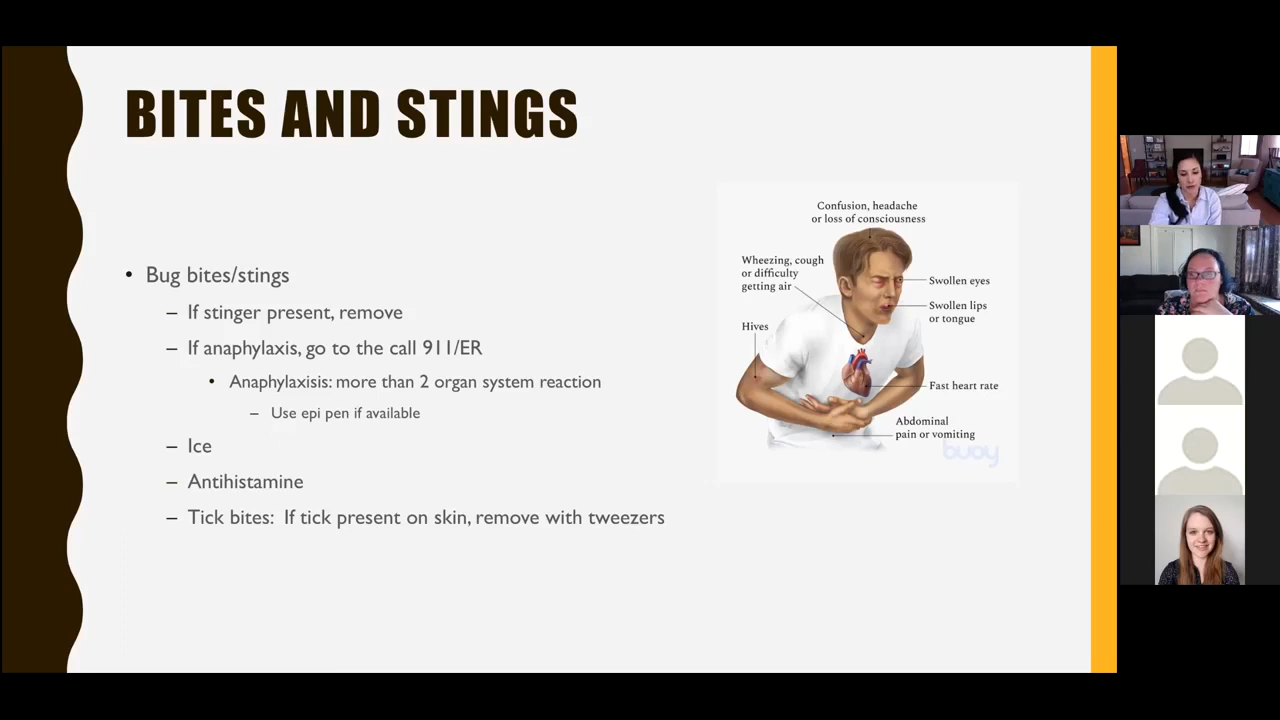 BITES AND STINGS
• Bug bites/stings
– If stinger present, remove
– If anaphylaxis, go to the call 911/ER
• Anaphylaxisis: more than 2 organ system reaction
– Use epi pen if available
– Ice
– Antihistamine
– Tick bites: If tick present on skin, remove with tweezers
Confusion, headache
or loss of consciousness
Wheezing, cough
or difficulty
getting air
Swollen eyes
Swollen lips
or tongue
Hives
Fast heart rate
Abdominal
pain or vomiting
buoy